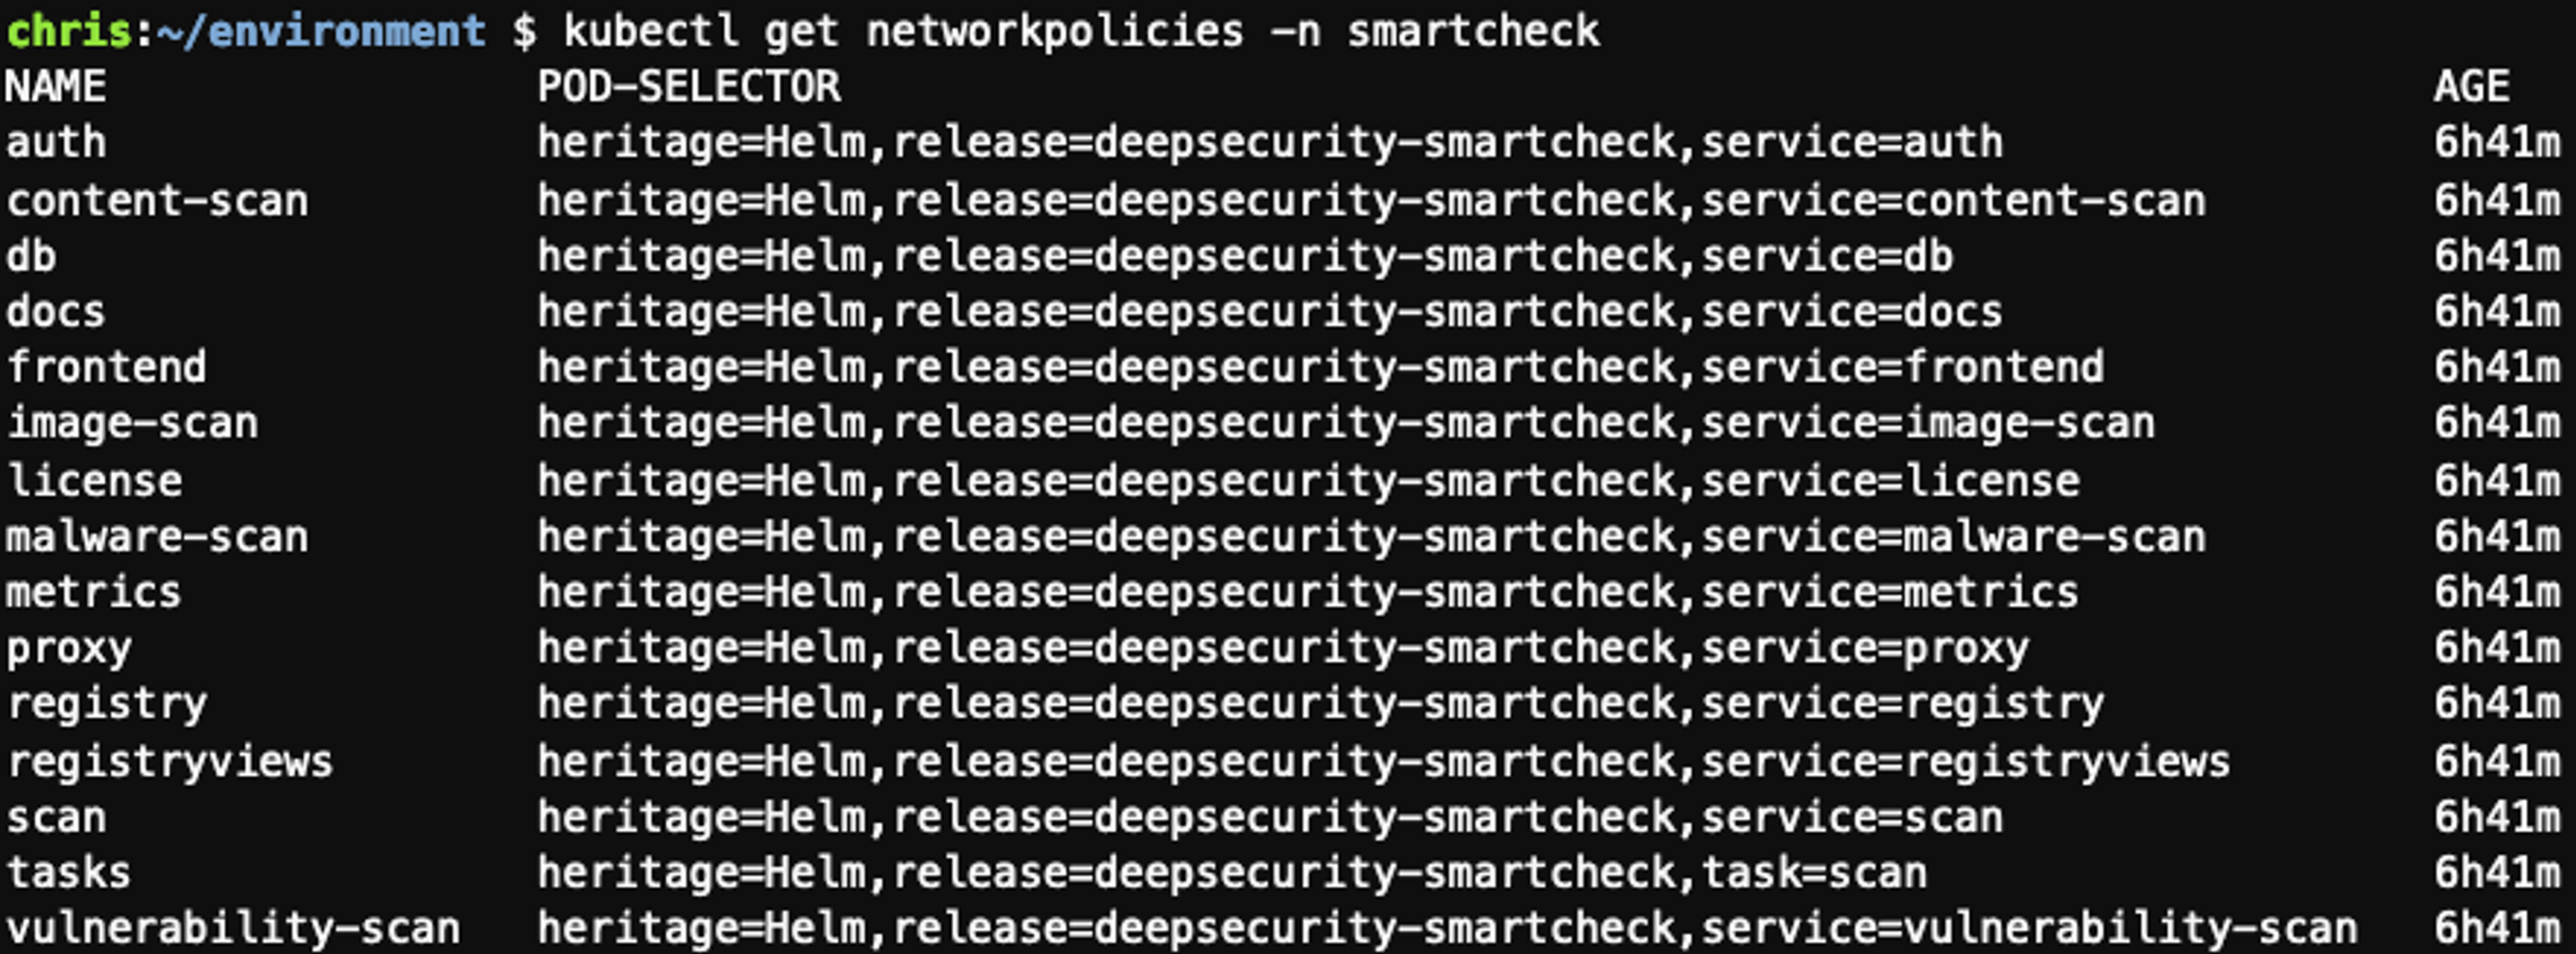 chris:~/environment $ kubectl get networkpolicies -n smartcheck
NAME POD-SELECTOR AGE
auth heritage=Helm,release=deepsecurity-smartcheck,service=auth 6h41m
content-scan heritage=Helm,release=deepsecurity-smartcheck,service=content-scan 6h41m
db heritage=Helm,release=deepsecurity-smartcheck,service=db 6h41m
docs heritage=Helm,release=deepsecurity-smartcheck,service=docs 6h41m
frontend heritage=Helm,release=deepsecurity-smartcheck,service=frontend 6h41m
image-scan heritage=Helm,release=deepsecurity-smartcheck,service=image-scan 6h41m
license heritage=Helm,release=deepsecurity-smartcheck,service=license 6h41m
malware-scan heritage=Helm,release=deepsecurity-smartcheck,service=malware-scan 6h41m
metrics heritage=Helm,release=deepsecurity-smartcheck,service=metrics 6h41m
proxy heritage=Helm,release=deepsecurity-smartcheck,service=proxy 6h41m
registry heritage=Helm,release=deepsecurity-smartcheck,service=registry 6h41m
registryviews heritage=Helm,release=deepsecurity-smartcheck,service=registryviews 6h41m
scan heritage=Helm,release=deepsecurity-smartcheck,service=scan 6h41m
tasks heritage=Helm,release=deepsecurity-smartcheck,task=scan 6h41m
vulnerability-scan heritage=Helm,release=deepsecurity-smartcheck,service=vulnerability-scan 6h41m